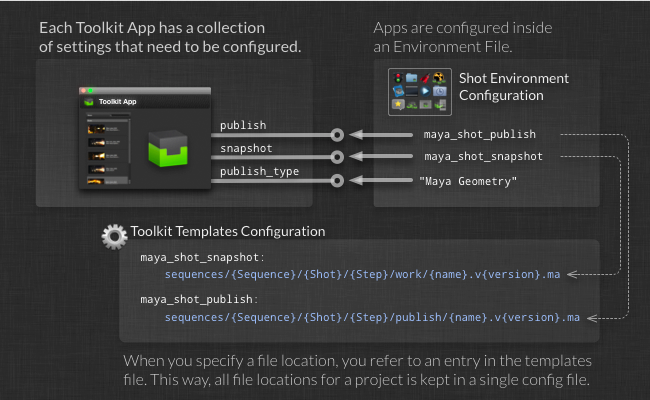 Each Toolkit App has a collection
of settings that need to be configured.
Apps are configured inside
an Environment File.
Toolkit App
Shot Environment
Configuration
publish
maya_shot_publish
snapshot
maya_shot_snapshot
publish_type
"Maya Geometry"
Toolkit Templates Configuration
maya_shot_snapshot:
sequences/{Sequence}/{Shot}/{Step}/work/{name}.v{version}.ma
maya_shot_publish:
sequences/{Sequence}/{Shot}/{Step}/publish/{name}.v{version}.ma
When you specify a file location, you refer to an entry in the templates
file. This way, all file locations for a project is kept in a single config file.